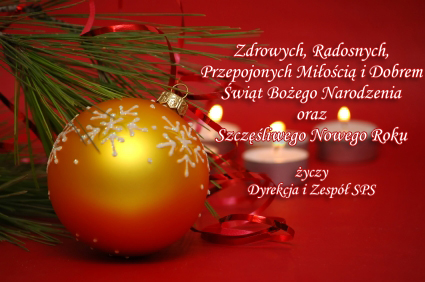 Zdrowych, Radosnych,
Przepojonych Miłością i Dobrem
Świąt Bożego Narodzenia
oraz
Szczęśliwego Nowego Roku
życzy
Dyrekcja i Zespół SPS